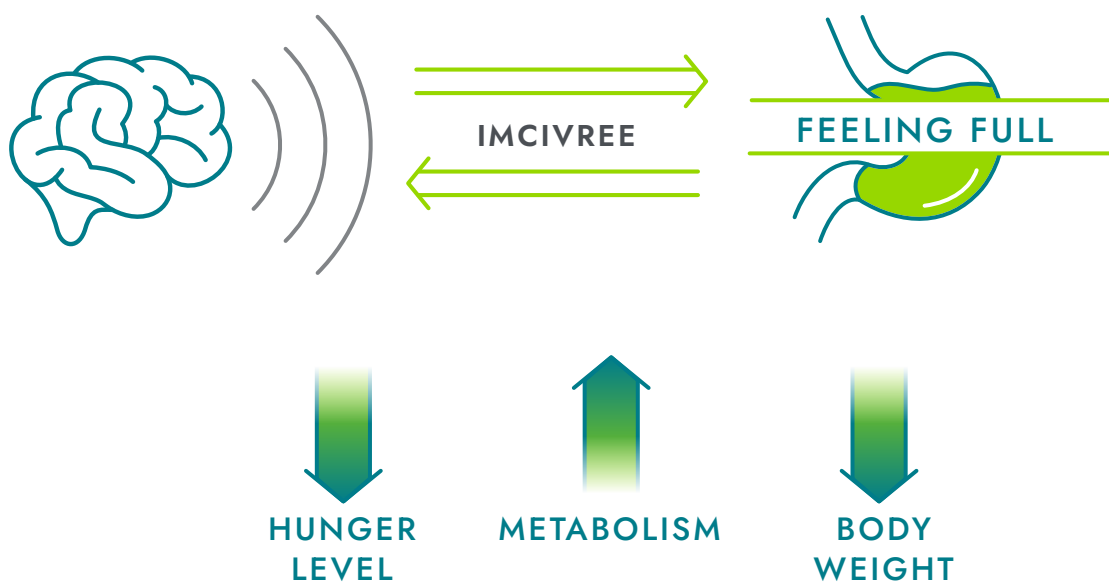 IMCIVREE
FEELING FULL
HUNGER
LEVEL
METABOLISM
BODY
WEIGHT